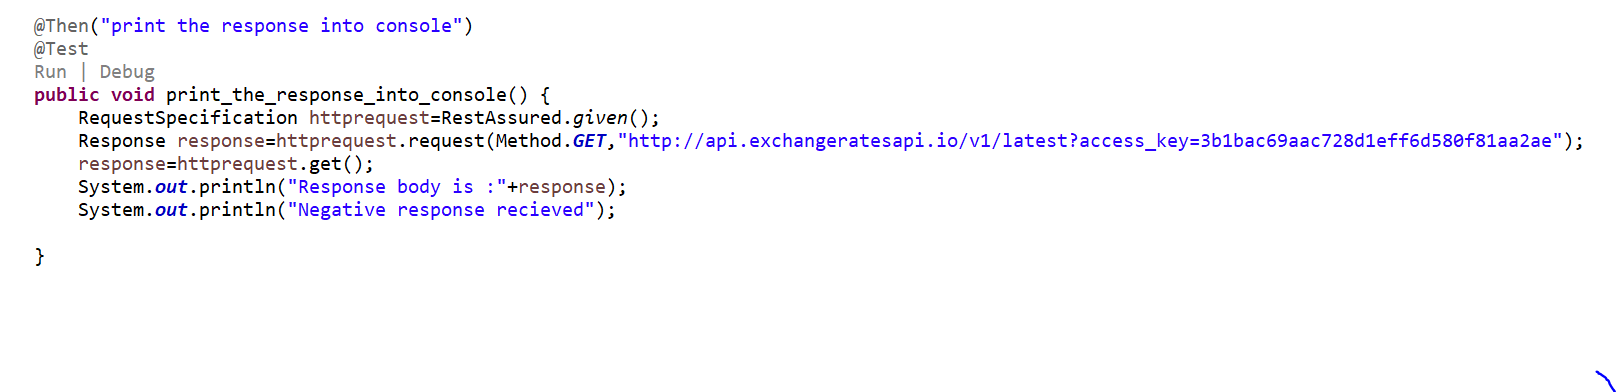 @Then("print the response into console")
@Test
Run | Debug
public void print_the_response_into_console() {
RequestSpecification httprequest=RestAssured.given();
Response response=httprequest.request(Method.GET,"http://api.exchangeratesapi.io/v1/latest?access_key=3b1bac69aac728d1eff6d580f81aa2ae");
response=httprequest.get();
System.out.println("Response body is :"+response);
System.out.println("Negative response recieved");
}